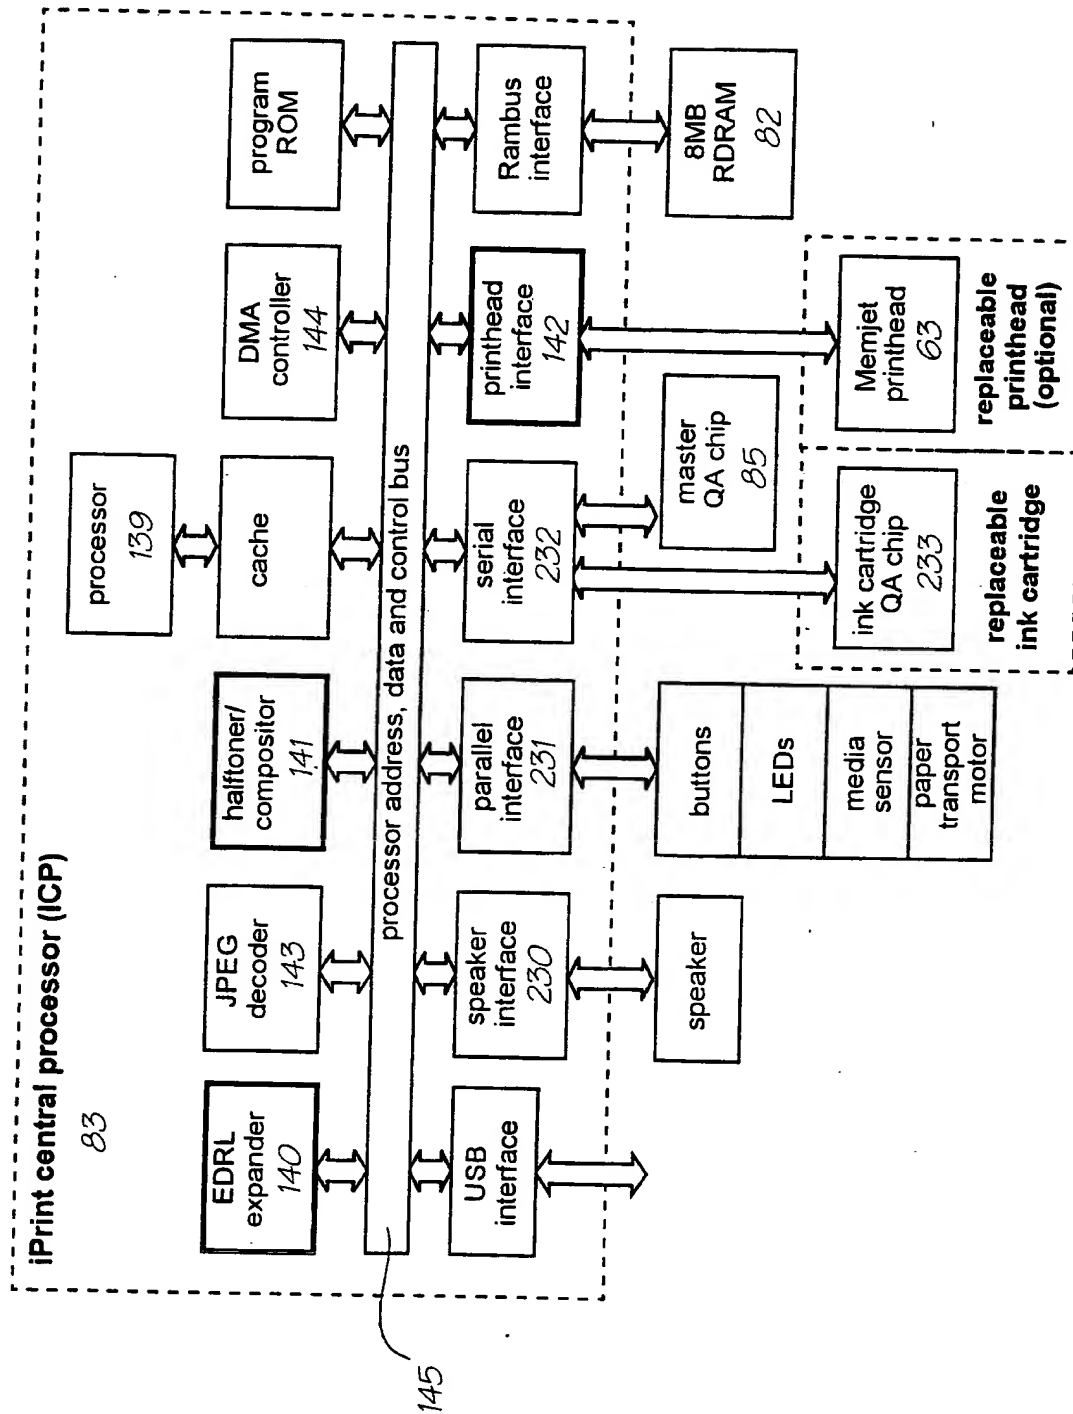 iPrint central processor (ICP)
83
processor
139
EDRL
expander
140
JPEG
decoder
143
halftoner/
compositor
141
cache
DMA
controller
144
program
ROM
processor address, data and control bus
145
USB
interface
speaker
interface
230
parallel
interface
231
serial
interface
232
printhead
interface
142
Rambus
interface
speaker
buttons
LEDs
media
sensor
paper
transport
motor
master
QA chip
85
8MB
RDRAM
82
ink cartridge
QA chip
233
replaceable
ink cartridge
Memjet
printhead
63
replaceable
printhead
(optional)